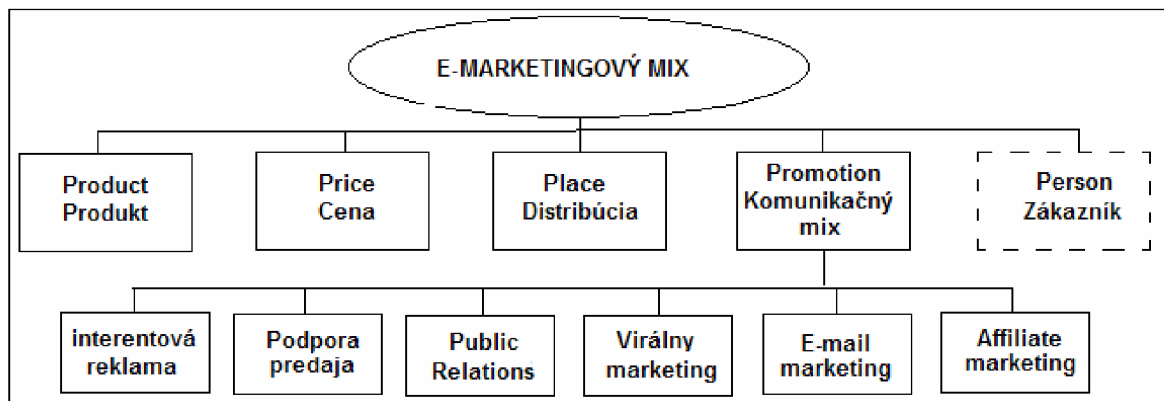 E-MARKETINGOVÝ MIX
Product
Produkt
Price
Cena
Place
Distribúcia
Promotion
Komunikačný
mix
Person
Zákazník
interentová
reklama
Podpora
predaja
Public
Relations
Virálny
marketing
E-mail
marketing
Affiliate
marketing